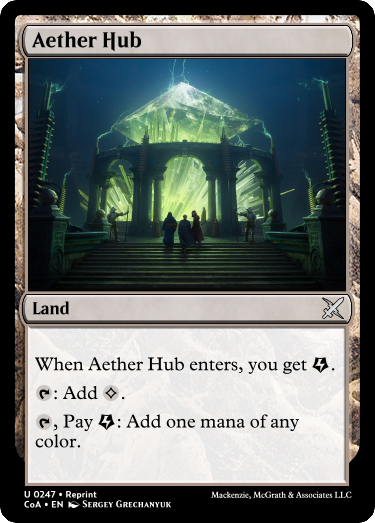 Aether Hub
Land
When Aether Hub enters, you get .
: Add .
, Pay : Add one mana of any
color.
U 0247 • Reprint
CoA • EN Sergey Grechanyuk
Mackenzie, McGrath & Associates LLC